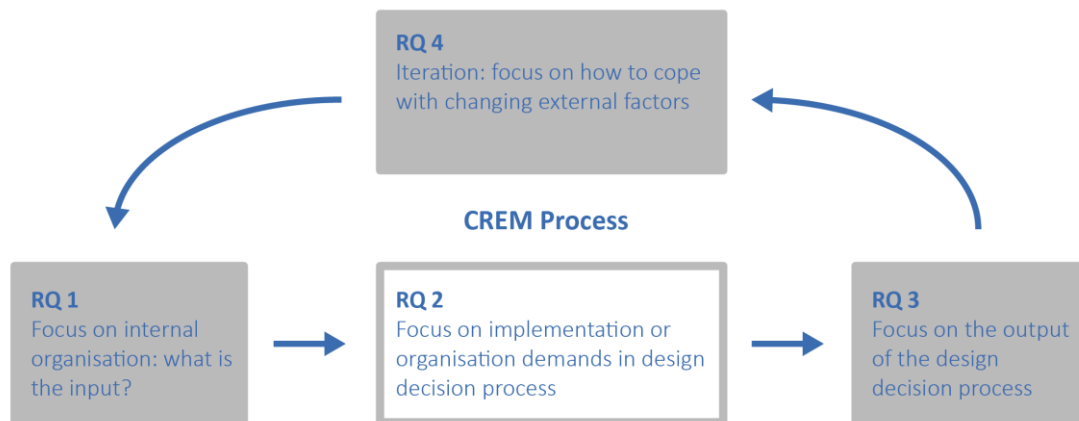 RQ 4
Iteration: focus on how to cope
with changing external factors
CREM Process
RQ 1
Focus on internal
organisation: what is
the input?
RQ 2
Focus on implementation or
organisation demands in design
decision process
RQ 3
Focus on the output
of the design
decision process